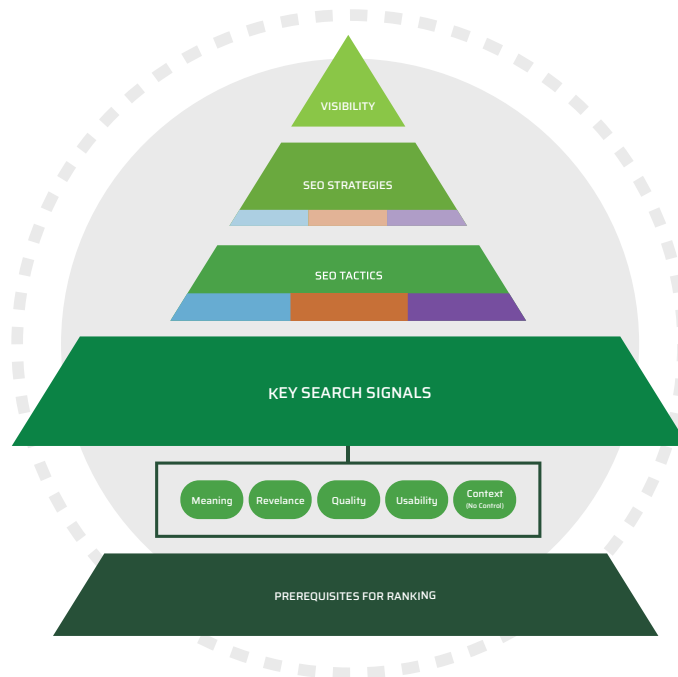 VISIBILITY
SEO STRATEGIES
SEO TACTICS
KEY SEARCH SIGNALS
Meaning Revelance Quality Usability Context
(No Control)
PREREQUISITES FOR RANKING